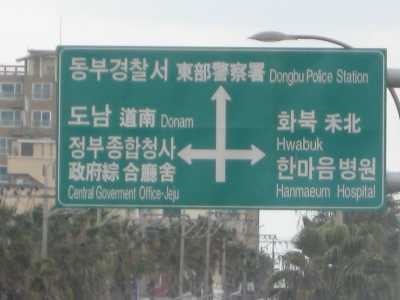 동부경찰서 東部警察署 Dongbu Police Station
도남 道南 Donam
정부종합청사
政府綜合廳舍
Central Goverment Office-Jeju
화북 禾北
Hwabuk
한마음병원
Hanmaeum Hospital